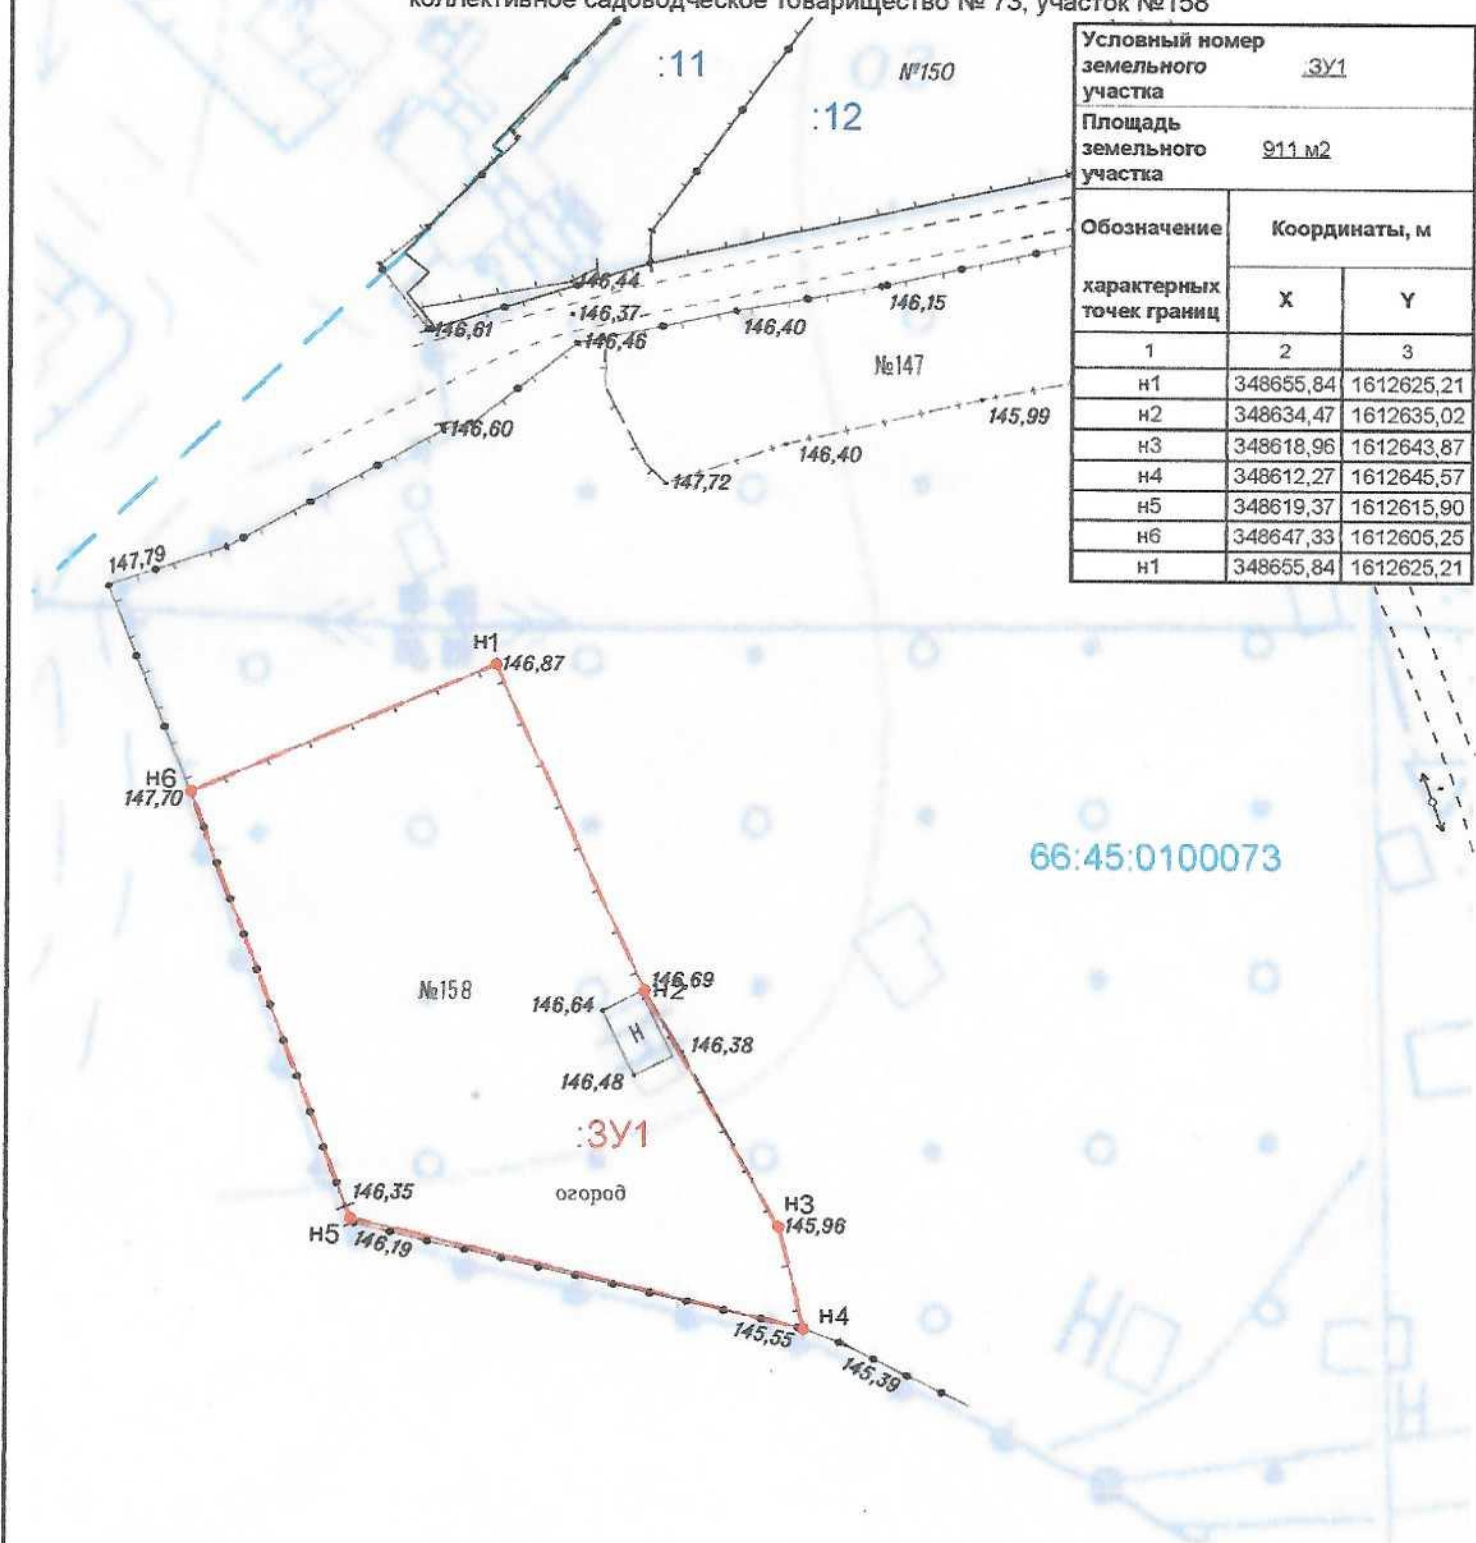 коллективное садоводческое товарищество № 73, участок №158
:11
№150
:12
Условный номер
земельного :ЗУ1
участка
Площадь
земельного 911 м2
участка
Обозначение
характерных
точек границ
Координаты, м
X Y
1 2 3
н1 348655,84 1612625,21
н2 348634,47 1612635,02
н3 348618,96 1612643,87
н4 348612,27 1612645,57
н5 348619,37 1612615,90
н6 348647,33 1612605,25
н1 348655,84 1612625,21
146,44
146,37
146,61
146,46
146,40
146,15
№147
146,60
145,99
146,40
147,72
147,79
н1
146,87
н6
147,70
66:45:0100073
№158
146,69
н2
146,64
Н
146,38
146,48
:ЗУ1
146,35
огород
н3
145,96
н5
146,19
н4
145,55
145,39
Н
Н